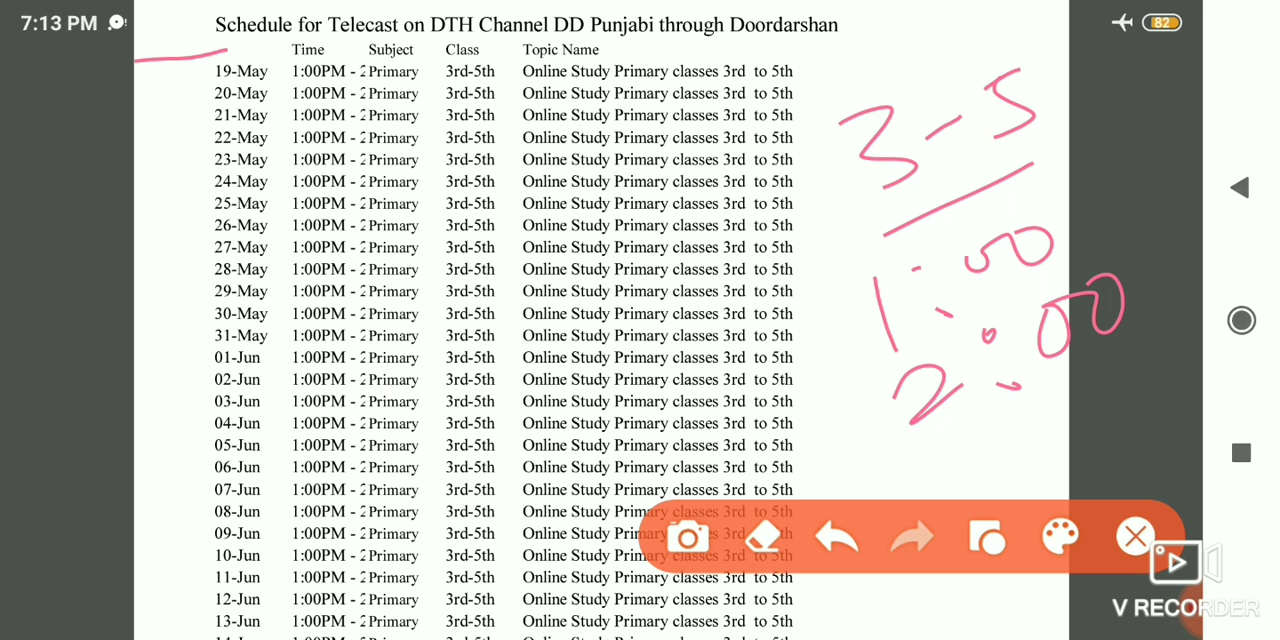 7:13 PM
82
Schedule for Telecast on DTH Channel DD Punjabi through Doordarshan
Time Subject Class Topic Name
19-May 1:00PM - 2 Primary 3rd-5th Online Study Primary classes 3rd to 5th
20-May 1:00PM - 2 Primary 3rd-5th Online Study Primary classes 3rd to 5th
21-May 1:00PM - 2 Primary 3rd-5th Online Study Primary classes 3rd to 5th
22-May 1:00PM - 2 Primary 3rd-5th Online Study Primary classes 3rd to 5th
23-May 1:00PM - 2 Primary 3rd-5th Online Study Primary classes 3rd to 5th
24-May 1:00PM - 2 Primary 3rd-5th Online Study Primary classes 3rd to 5th
25-May 1:00PM - 2 Primary 3rd-5th Online Study Primary classes 3rd to 5th
26-May 1:00PM - 2 Primary 3rd-5th Online Study Primary classes 3rd to 5th
27-May 1:00PM - 2 Primary 3rd-5th Online Study Primary classes 3rd to 5th
28-May 1:00PM - 2 Primary 3rd-5th Online Study Primary classes 3rd to 5th
29-May 1:00PM - 2 Primary 3rd-5th Online Study Primary classes 3rd to 5th
30-May 1:00PM - 2 Primary 3rd-5th Online Study Primary classes 3rd to 5th
31-May 1:00PM - 2 Primary 3rd-5th Online Study Primary classes 3rd to 5th
01-Jun 1:00PM - 2 Primary 3rd-5th Online Study Primary classes 3rd to 5th
02-Jun 1:00PM - 2 Primary 3rd-5th Online Study Primary classes 3rd to 5th
03-Jun 1:00PM - 2 Primary 3rd-5th Online Study Primary classes 3rd to 5th
04-Jun 1:00PM - 2 Primary 3rd-5th Online Study Primary classes 3rd to 5th
05-Jun 1:00PM - 2 Primary 3rd-5th Online Study Primary classes 3rd to 5th
06-Jun 1:00PM - 2 Primary 3rd-5th Online Study Primary classes 3rd to 5th
07-Jun 1:00PM - 2 Primary 3rd-5th Online Study Primary classes 3rd to 5th
08-Jun 1:00PM - 2 Primary 3rd-5th Online Study Primary classes 3rd to 5th
09-Jun 1:00PM - 2 Primary 3rd-5th Online Study Primary classes 3rd to 5th
10-Jun 1:00PM - 2 Primary 3rd-5th Online Study Primary classes 3rd to 5th
11-Jun 1:00PM - 2 Primary 3rd-5th Online Study Primary classes 3rd to 5th
12-Jun 1:00PM - 2 Primary 3rd-5th Online Study Primary classes 3rd to 5th
13-Jun 1:00PM - 2 Primary 3rd-5th Online Study Primary classes 3rd to 5th
3-5
1:00
2:00
V RECORDER